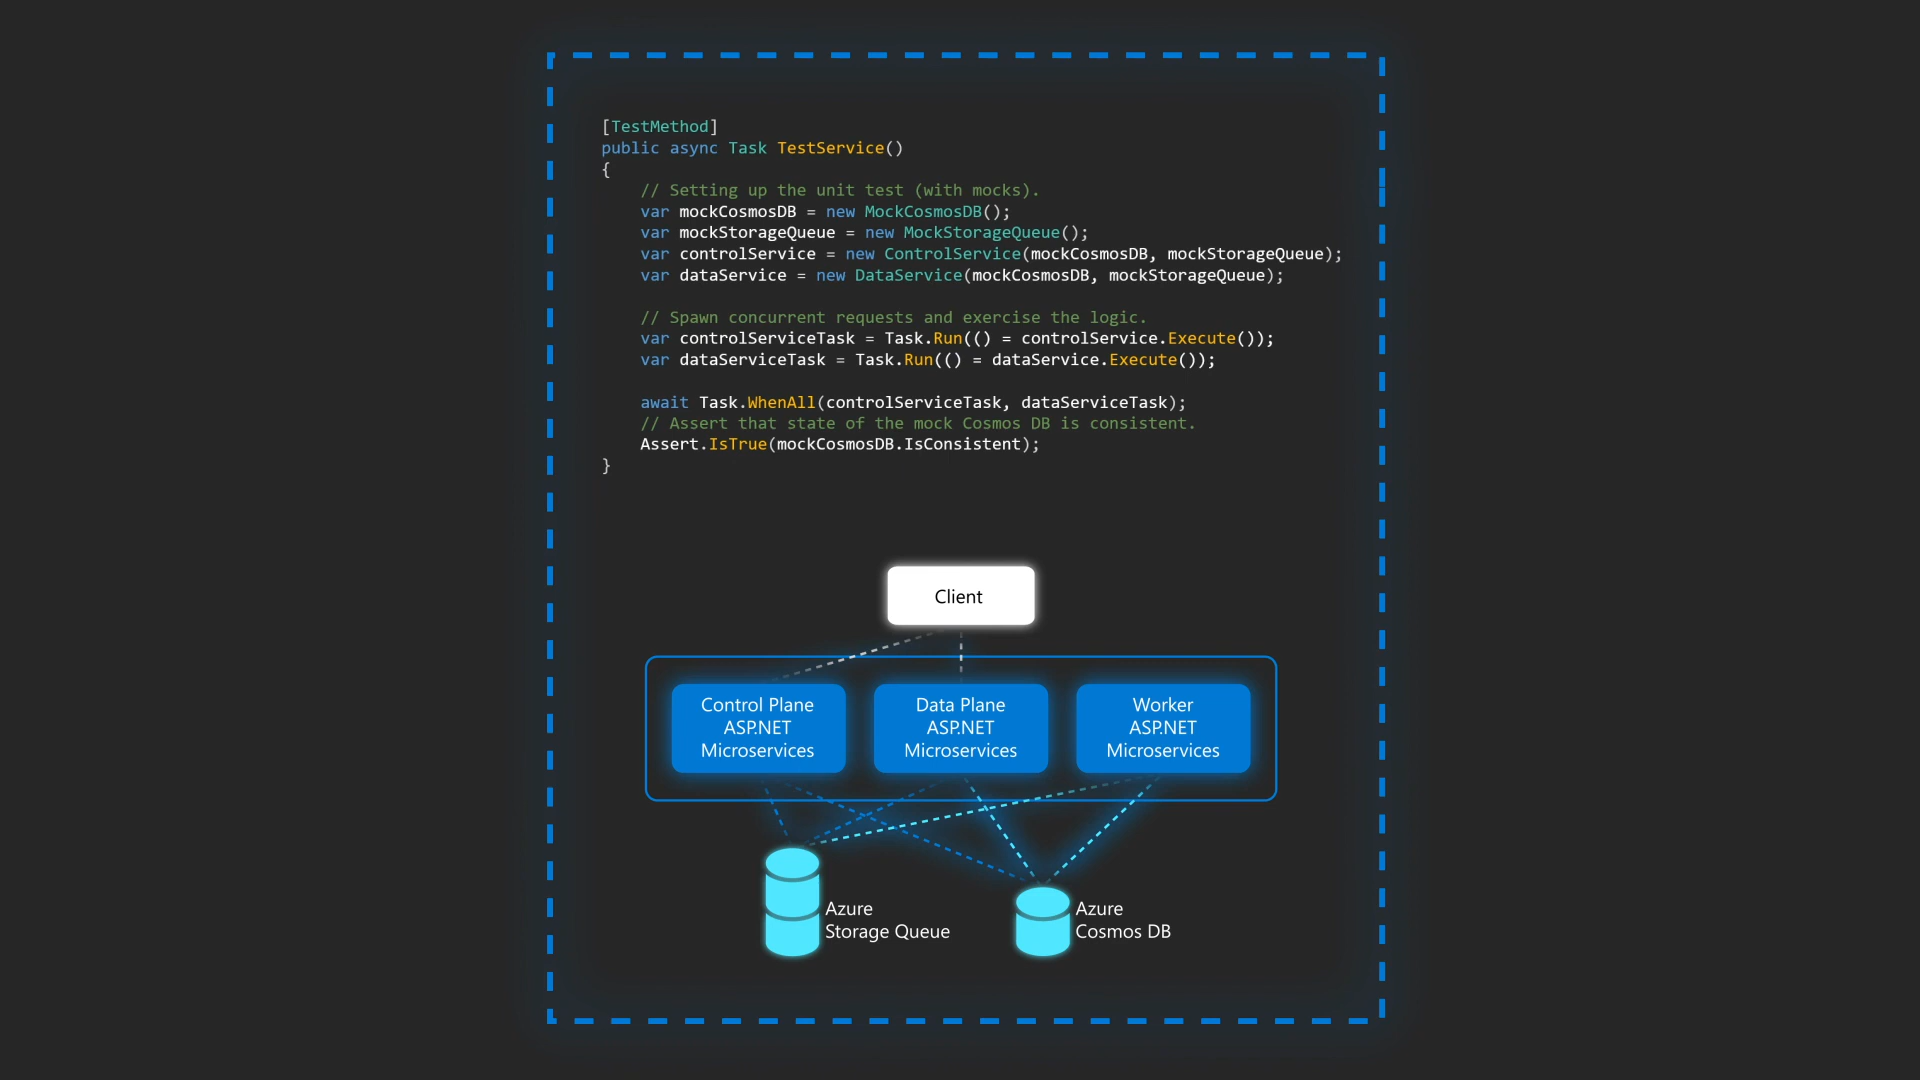 [TestMethod]
public async Task TestService()
{
    // Setting up the unit test (with mocks).
    var mockCosmosDB = new MockCosmosDB();
    var mockStorageQueue = new MockStorageQueue();
    var controlService = new ControlService(mockCosmosDB, mockStorageQueue);
    var dataService = new DataService(mockCosmosDB, mockStorageQueue);

    // Spawn concurrent requests and exercise the logic.
    var controlServiceTask = Task.Run(() = controlService.Execute());
    var dataServiceTask = Task.Run(() = dataService.Execute());

    await Task.WhenAll(controlServiceTask, dataServiceTask);
    // Assert that state of the mock Cosmos DB is consistent.
    Assert.IsTrue(mockCosmosDB.IsConsistent);
}
Client
Control Plane
ASP.NET
Microservices
Data Plane
ASP.NET
Microservices
Worker
ASP.NET
Microservices
Azure
Storage Queue
Azure
Cosmos DB